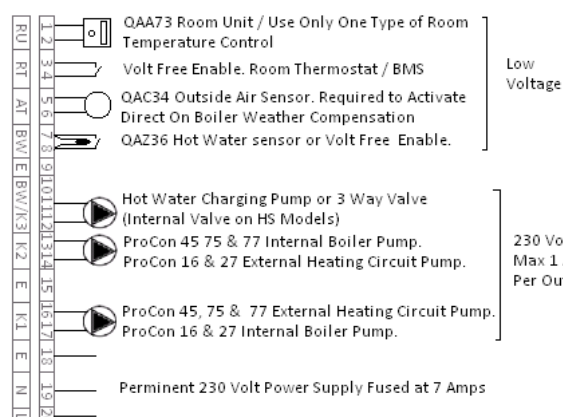 RU 1 2 QAA73 Room Unit / Use Only One Type of Room
Temperature Control
RT 3 4 Volt Free Enable. Room Thermostat / BMS
Low
Voltage
AT 5 6 QAC34 Outside Air Sensor. Required to Activate
Direct On Boiler Weather Compensation
BW 7 8 QAZ36 Hot Water sensor or Volt Free Enable.
E 9
BW/K3 10 11 12 Hot Water Charging Pump or 3 Way Valve
(Internal Valve on HS Models)
K2 13 14 ProCon 45 75 & 77 Internal Boiler Pump.
ProCon 16 & 27 External Heating Circuit Pump.
230 Vo
Max 1
Per Ou
E 15
K1 16 17 ProCon 45, 75 & 77 External Heating Circuit Pump.
ProCon 16 & 27 Internal Boiler Pump.
E 18
N 19 Perminent 230 Volt Power Supply Fused at 7 Amps